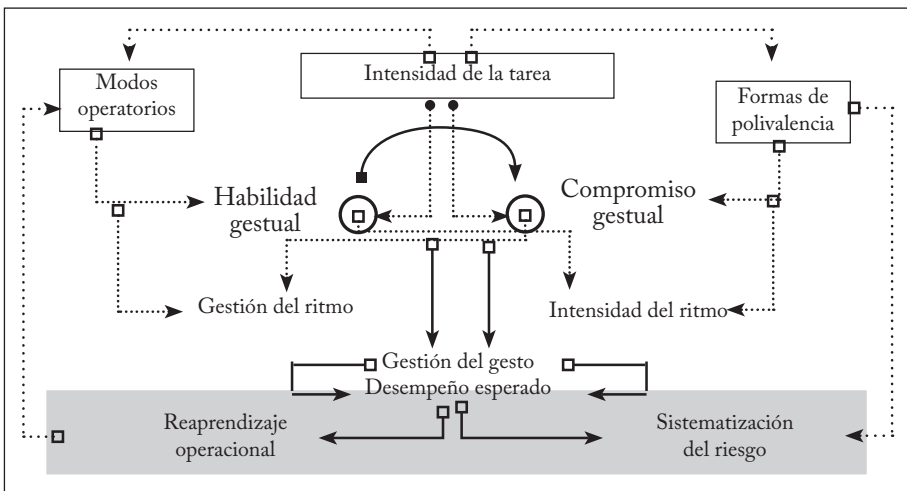 Modos
operatorios
Intensidad de la tarea
Formas de
polivalencia
Habilidad
gestual
Compromiso
gestual
Gestión del ritmo
Intensidad del ritmo
Gestión del gesto
Desempeño esperado
Reaprendizaje
operacional
Sistematización
del riesgo